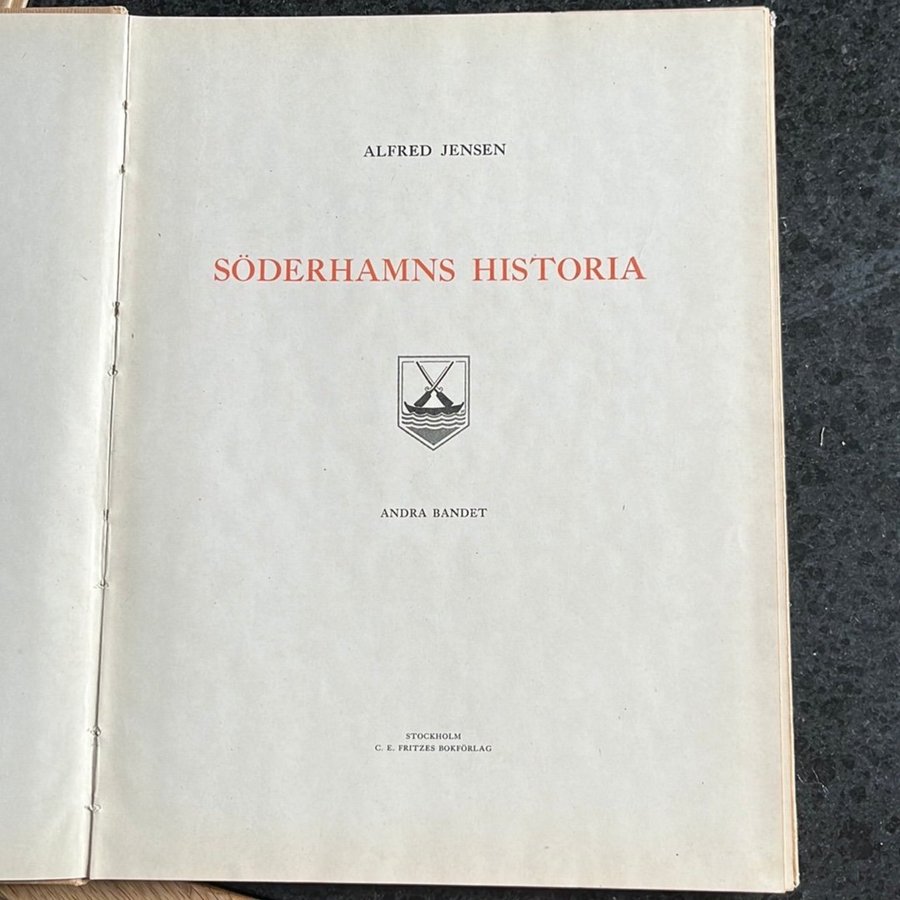 ALFRED JENSEN
SÖDERHAMNS HISTORIA
ANDRA BANDET
STOCKHOLM
C. E. FRITZES BOKFÖRLAG